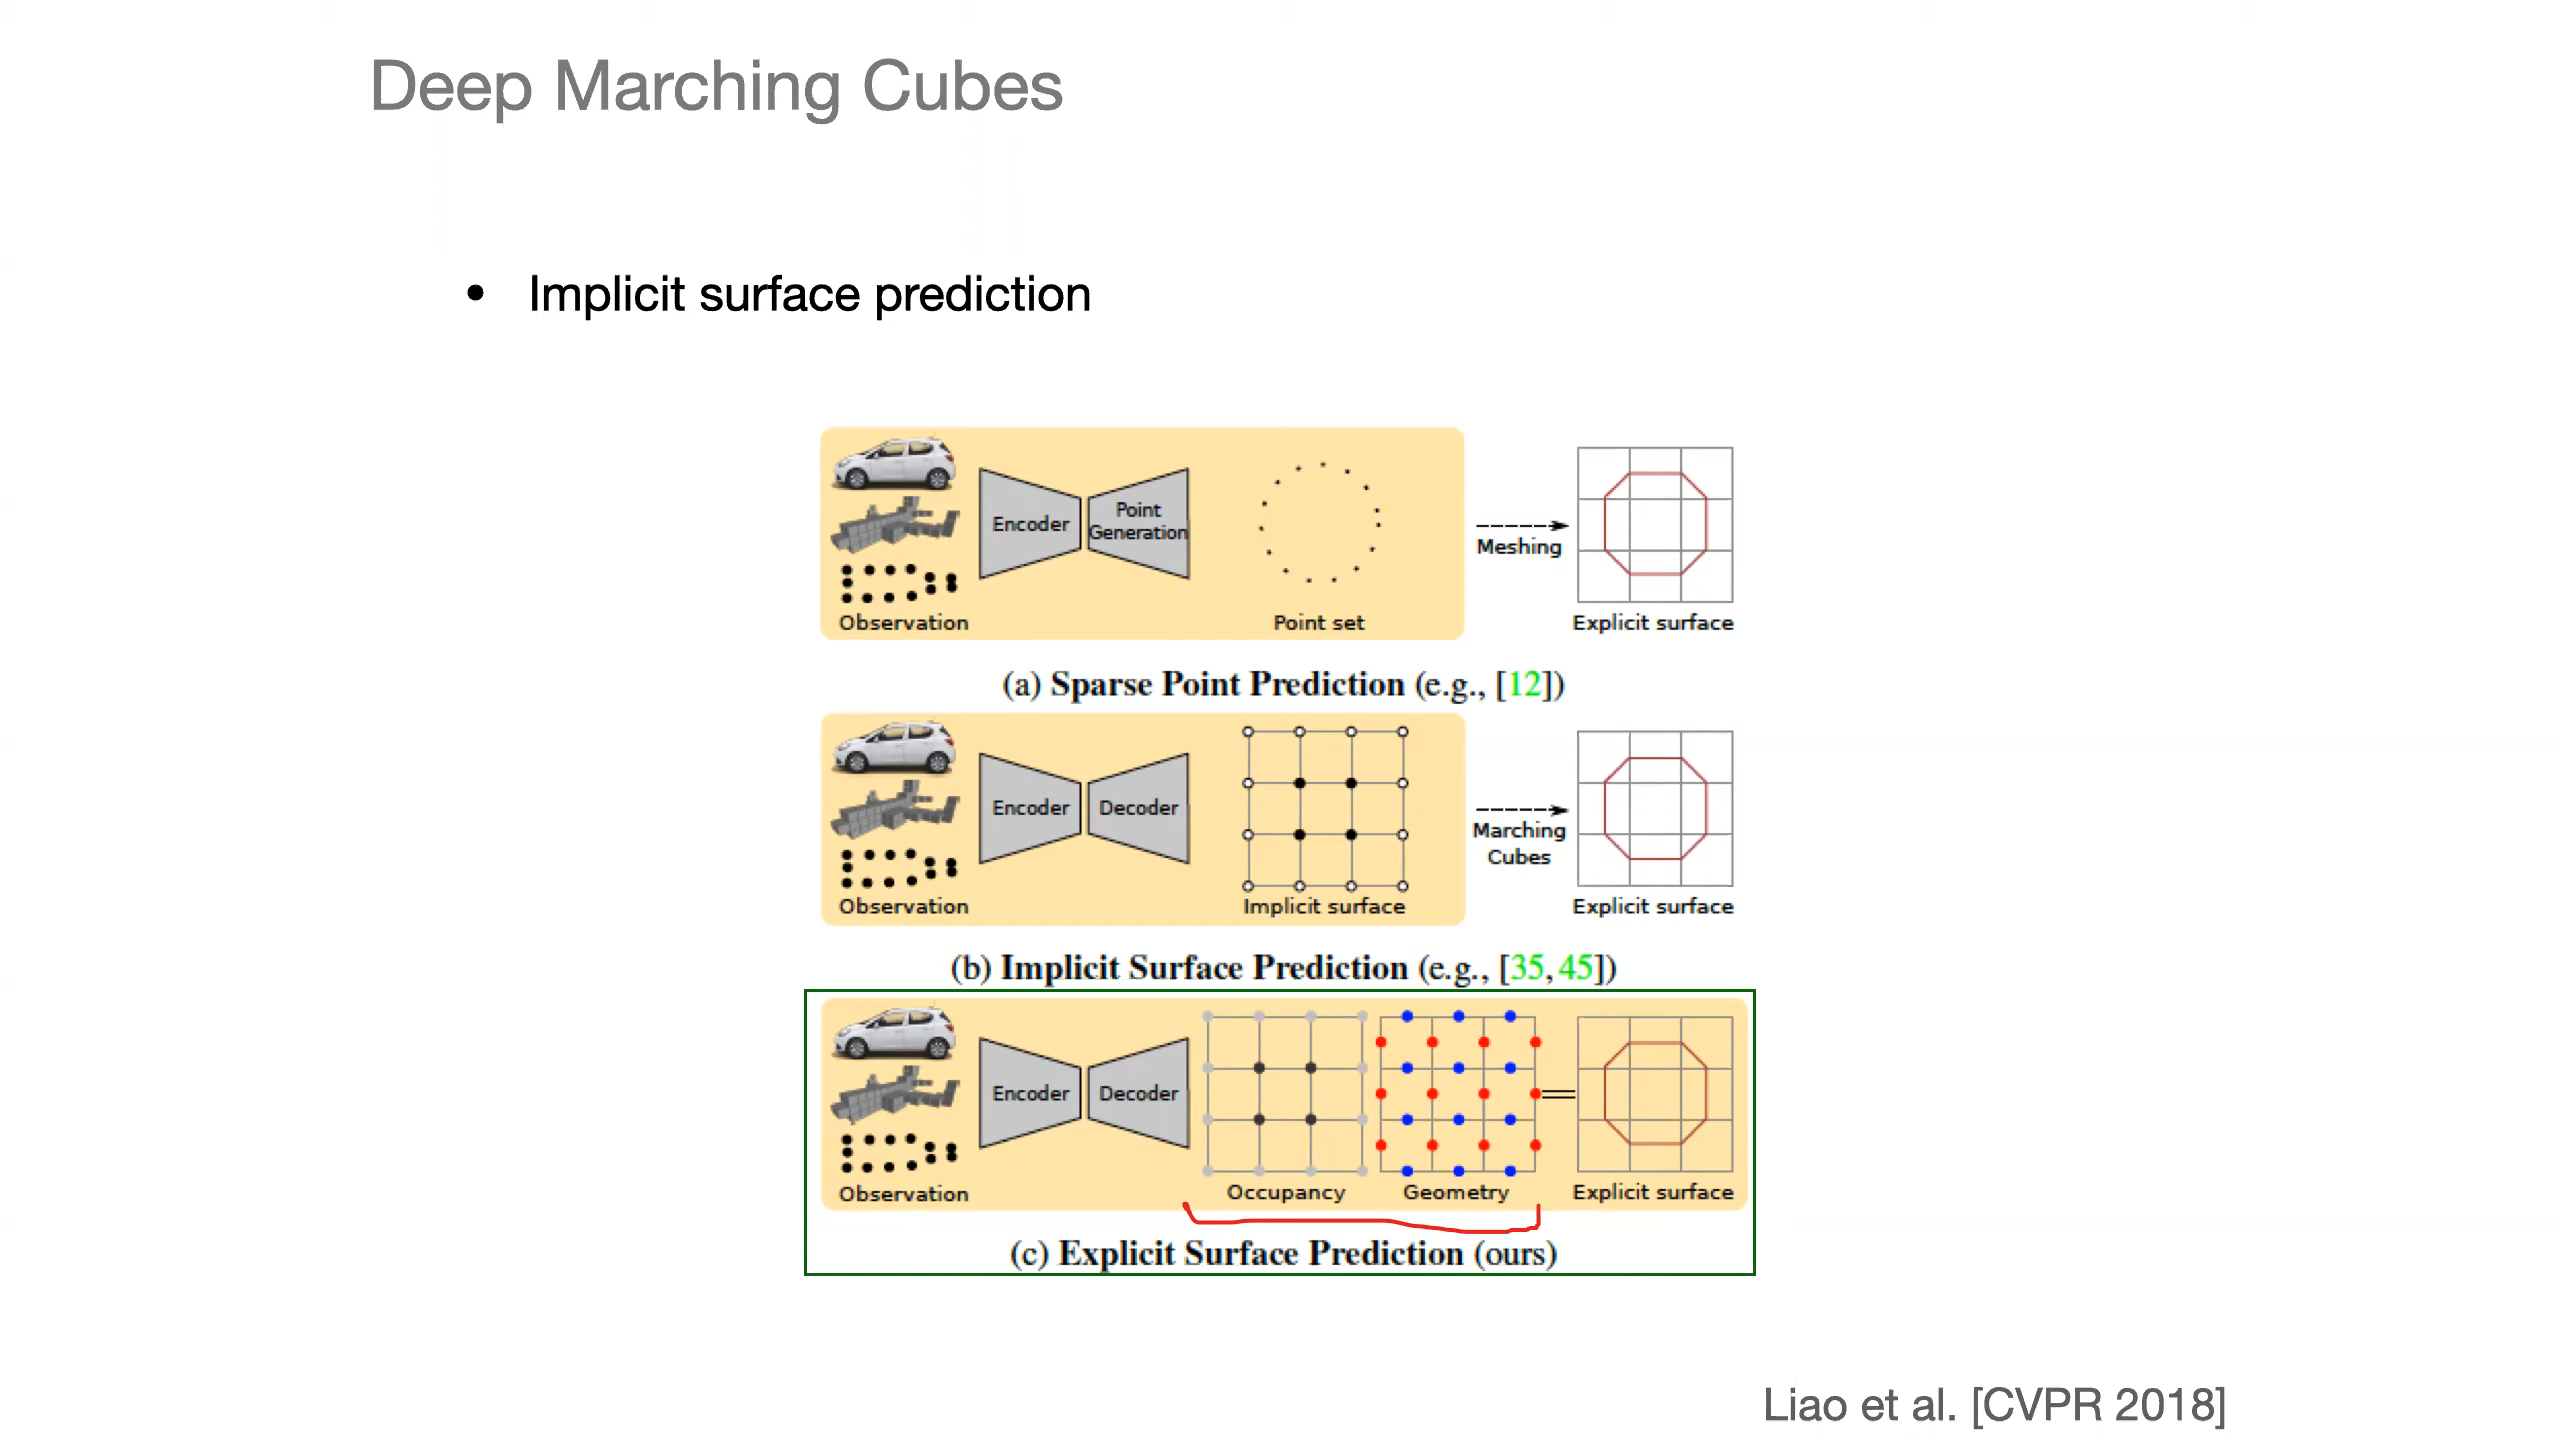 Deep Marching Cubes
• Implicit surface prediction
Encoder
Point
Generation
Meshing
Observation
Point set
Explicit surface
(a) Sparse Point Prediction (e.g., [12])
Encoder
Decoder
Marching
Cubes
Observation
Implicit surface
Explicit surface
(b) Implicit Surface Prediction (e.g., [35, 45])
Encoder
Decoder
Observation
Occupancy
Geometry
Explicit surface
(c) Explicit Surface Prediction (ours)
Liao et al. [CVPR 2018]